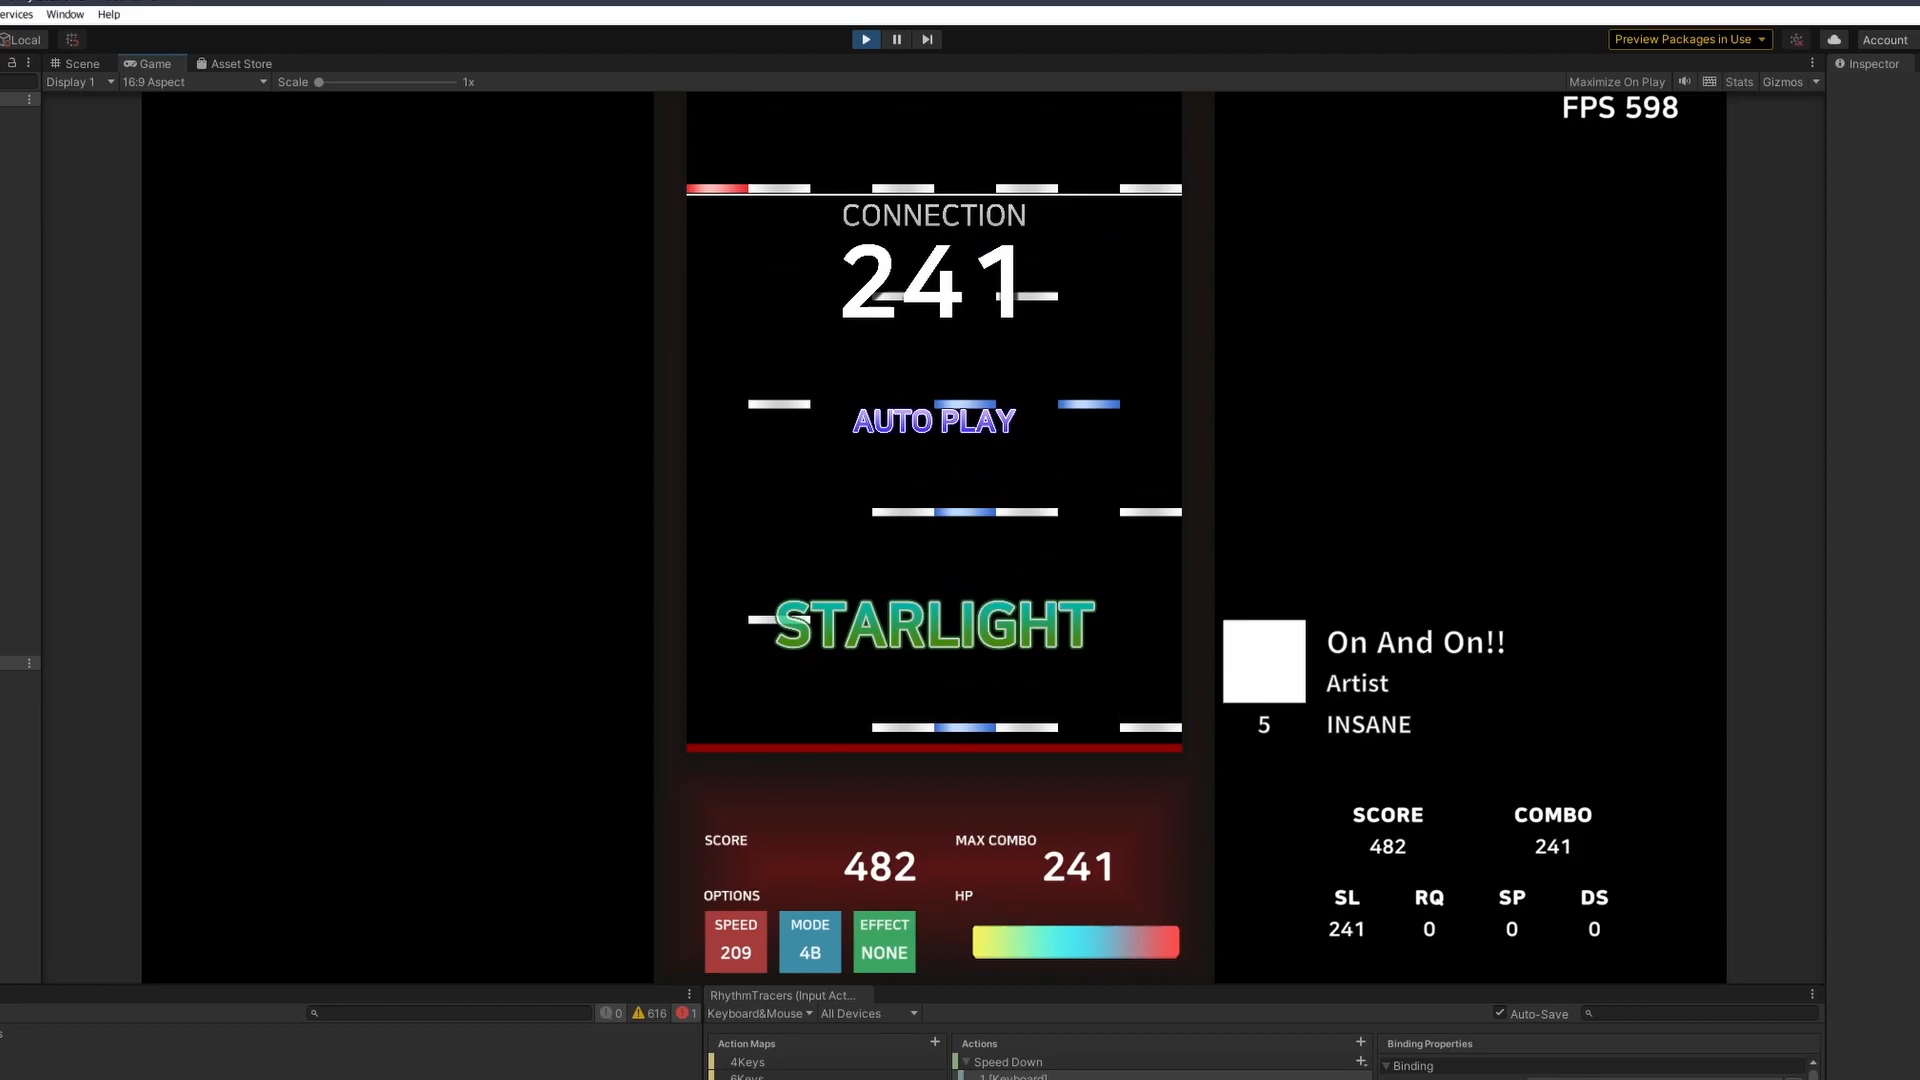 ervices Window Help
Local
Preview Packages in Use
Account
Scene Game Asset Store
Inspector
Display 1 16:9 Aspect Scale 1x
Maximize On Play Stats Gizmos
FPS 598
CONNECTION
241
AUTO PLAY
STARLIGHT
On And On!!
Artist
5 INSANE
SCORE COMBO
482 241
SL RQ SP DS
241 0 0 0
SCORE
482
MAX COMBO
241
OPTIONS
HP
SPEED
209
MODE
4B
EFFECT
NONE
0 616 1
RhythmTracers (Input Act...
Keyboard&Mouse All Devices
Auto-Save
Action Maps
Actions
Binding Properties
4Keys
Speed Down
Binding
6Keys
1 [Keyboard]